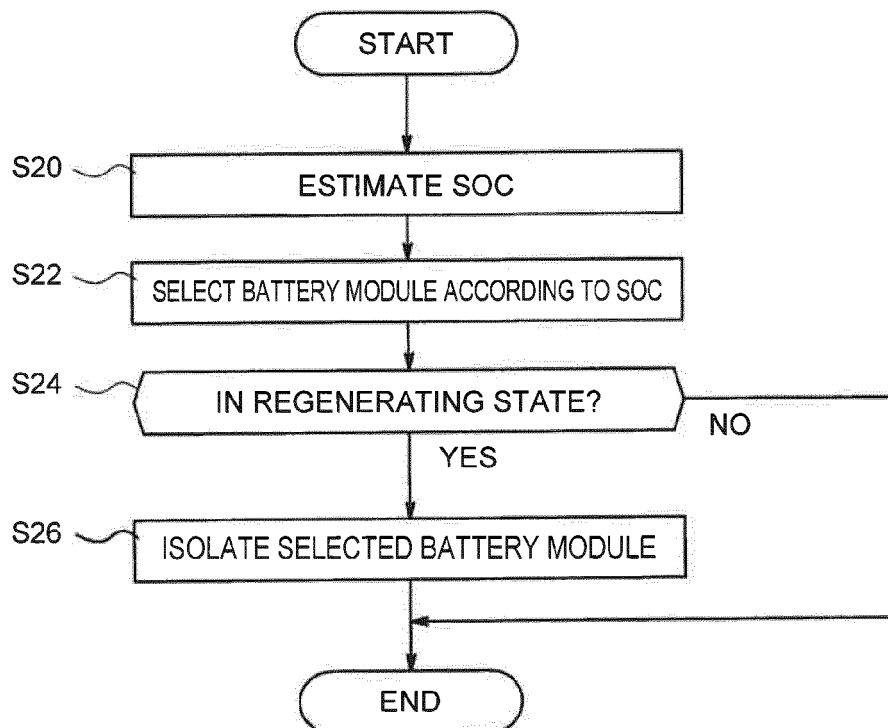 START
S20
ESTIMATE SOC
S22
SELECT BATTERY MODULE ACCORDING TO SOC
S24
IN REGENERATING STATE?
NO
YES
S26
ISOLATE SELECTED BATTERY MODULE
END